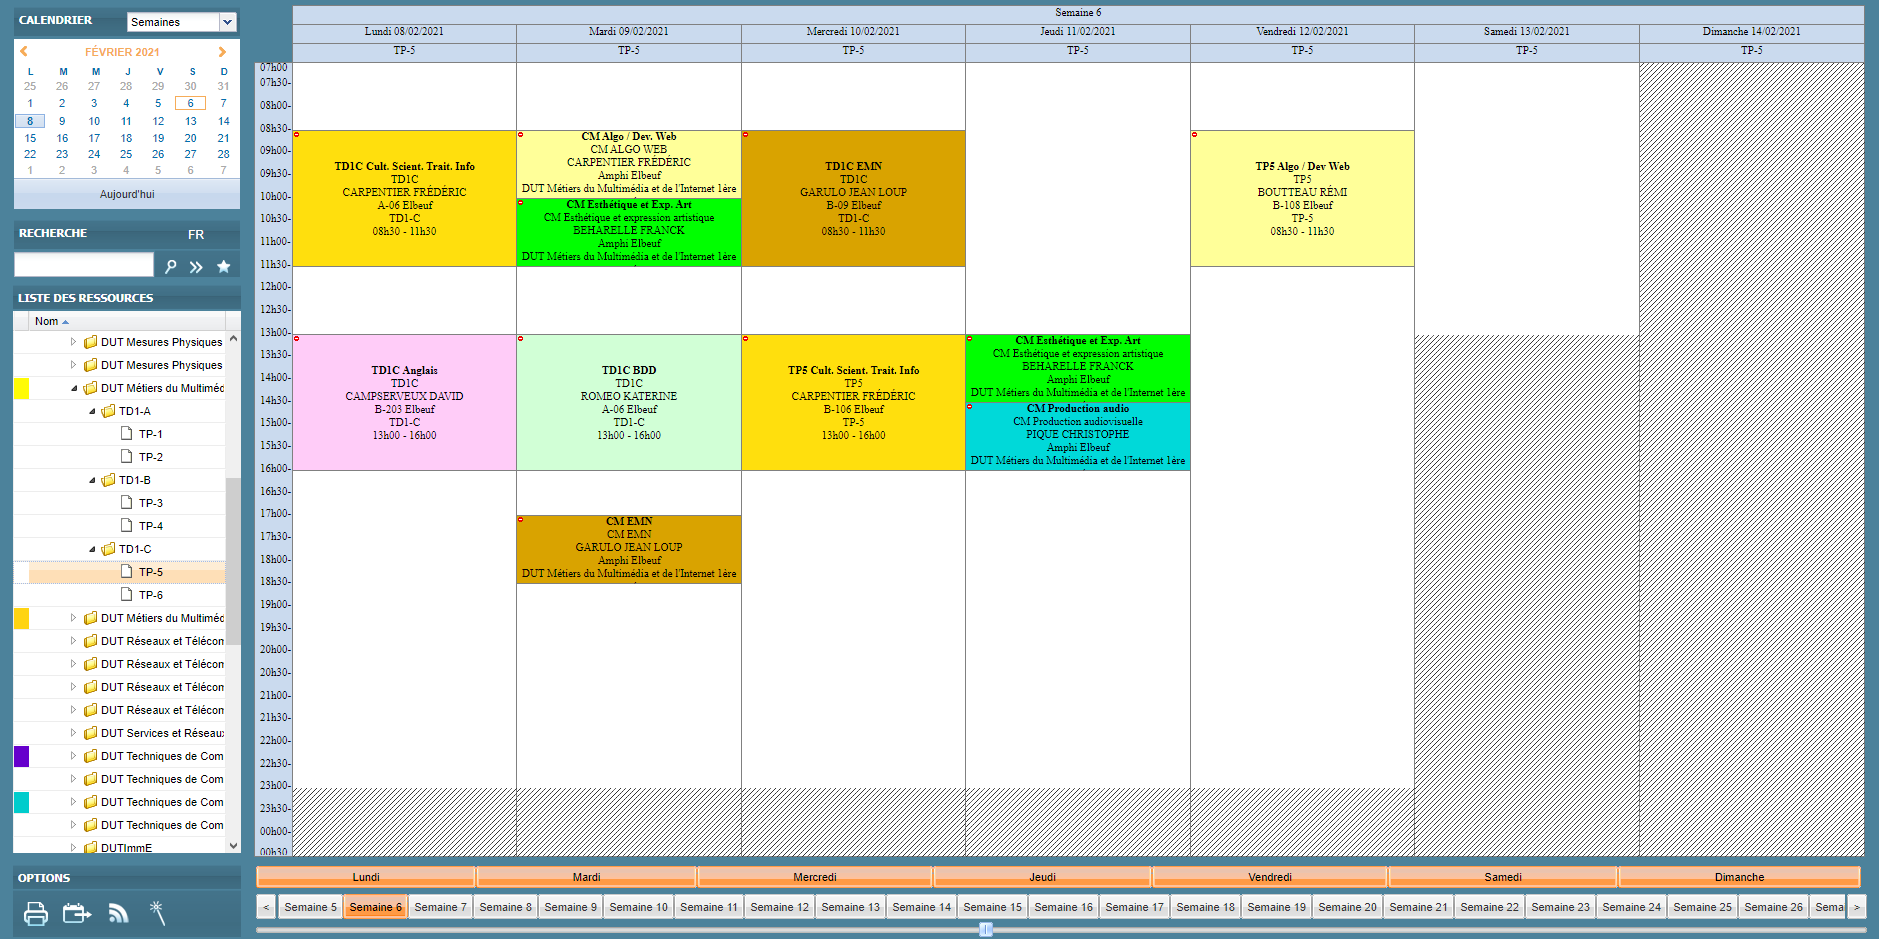 CALENDRIER
Semaines
FÉVRIER 2021
L M M J V S D
25 26 27 28 29 30 31
1 2 3 4 5 6 7
8 9 10 11 12 13 14
15 16 17 18 19 20 21
22 23 24 25 26 27 28
1 2 3 4 5 6 7
Aujourd'hui
RECHERCHE
FR
LISTE DES RESSOURCES
Nom
DUT Mesures Physiques
DUT Mesures Physiques
DUT Métiers du Multiméd
TD1-A
TP-1
TP-2
TD1-B
TP-3
TP-4
TD1-C
TP-5
TP-6
DUT Métiers du Multiméd
DUT Réseaux et Télécom
DUT Réseaux et Télécom
DUT Réseaux et Télécom
DUT Réseaux et Télécom
DUT Services et Réseaux
DUT Techniques de Com
DUT Techniques de Com
DUT Techniques de Com
DUT Techniques de Com
DUTImmE
OPTIONS
Semaine 6
Lundi 08/02/2021
Mardi 09/02/2021
Mercredi 10/02/2021
Jeudi 11/02/2021
Vendredi 12/02/2021
Samedi 13/02/2021
Dimanche 14/02/2021
TP-5
TP-5
TP-5
TP-5
TP-5
TP-5
TP-5
07h00
07h30-
08h00-
08h30-
09h00-
09h30-
10h00-
10h30-
11h00-
11h30-
12h00-
12h30-
13h00-
13h30-
14h00-
14h30-
15h00-
15h30-
16h00-
16h30-
17h00-
17h30-
18h00-
18h30-
19h00-
19h30-
20h00-
20h30-
21h00-
21h30-
22h00-
22h30-
23h00-
23h30-
00h00-
00h30
TD1C Cult. Scient. Trait. Info
TD1C
CARPENTIER FRÉDÉRIC
A-06 Elbeuf
TD1-C
08h30 - 11h30
TD1C Anglais
TD1C
CAMPSERVEUX DAVID
B-203 Elbeuf
TD1-C
13h00 - 16h00
CM Algo / Dev. Web
CM ALGO WEB
CARPENTIER FRÉDÉRIC
Amphi Elbeuf
DUT Métiers du Multimédia et de l'Internet 1ère
CM Esthétique et Exp. Art
CM Esthétique et expression artistique
BEHARELLE FRANCK
Amphi Elbeuf
DUT Métiers du Multimédia et de l'Internet 1ère
TD1C BDD
TD1C
ROMEO KATERINE
A-06 Elbeuf
TD1-C
13h00 - 16h00
CM EMN
CM EMN
GARULO JEAN LOUP
Amphi Elbeuf
DUT Métiers du Multimédia et de l'Internet 1ère
TD1C EMN
TD1C
GARULO JEAN LOUP
B-09 Elbeuf
TD1-C
08h30 - 11h30
TP5 Cult. Scient. Trait. Info
TP5
CARPENTIER FRÉDÉRIC
B-106 Elbeuf
TP-5
13h00 - 16h00
CM Esthétique et Exp. Art
CM Esthétique et expression artistique
BEHARELLE FRANCK
Amphi Elbeuf
DUT Métiers du Multimédia et de l'Internet 1ère
CM Production audio
CM Production audiovisuelle
PIQUE CHRISTOPHE
Amphi Elbeuf
DUT Métiers du Multimédia et de l'Internet 1ère
TP5 Algo / Dev Web
TP5
BOUTTEAU RÉMI
B-108 Elbeuf
TP-5
08h30 - 11h30
Lundi
Mardi
Mercredi
Jeudi
Vendredi
Samedi
Dimanche
<
Semaine 5
Semaine 6
Semaine 7
Semaine 8
Semaine 9
Semaine 10
Semaine 11
Semaine 12
Semaine 13
Semaine 14
Semaine 15
Semaine 16
Semaine 17
Semaine 18
Semaine 19
Semaine 20
Semaine 21
Semaine 22
Semaine 23
Semaine 24
Semaine 25
Semaine 26
Semai
>